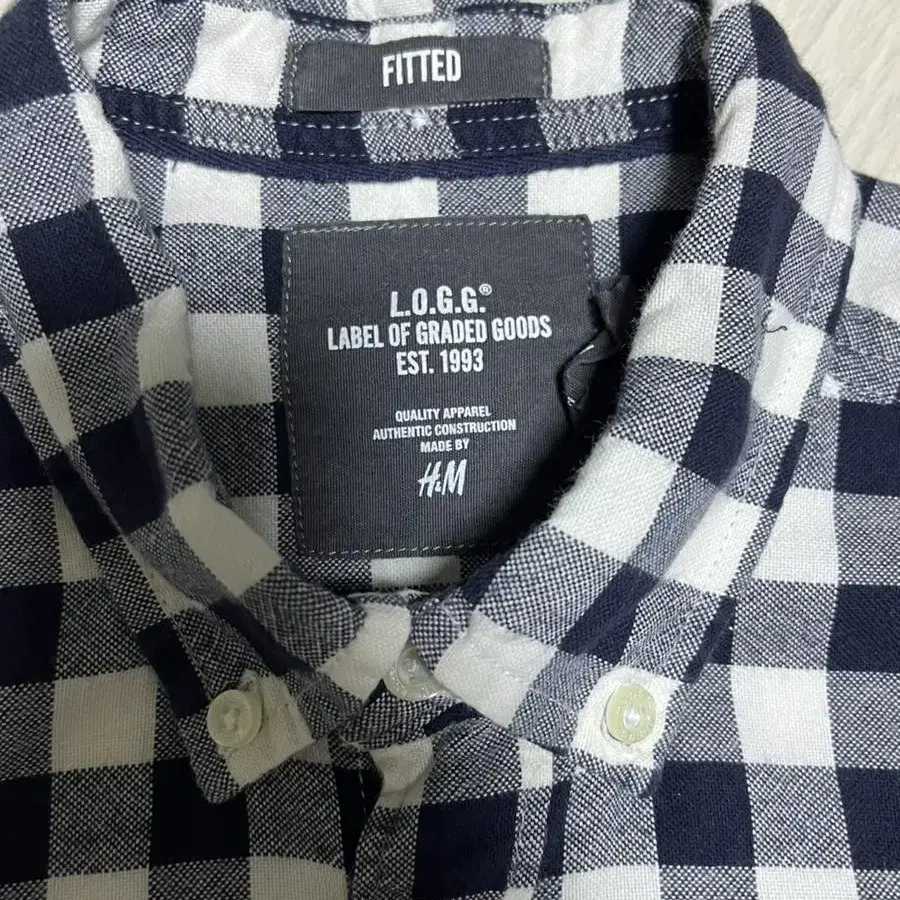 FITTED
L.O.G.G.®
LABEL OF GRADED GOODS
EST. 1993
QUALITY APPAREL
AUTHENTIC CONSTRUCTION
MADE BY
H&M